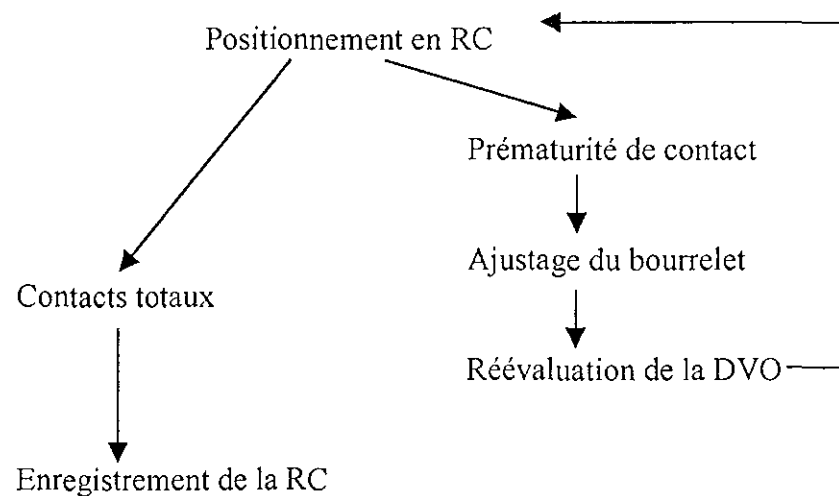 Positionnement en RC
Prématurité de contact
Ajustage du bourrelet
Contacts totaux
Réévaluation de la DVO
Enregistrement de la RC